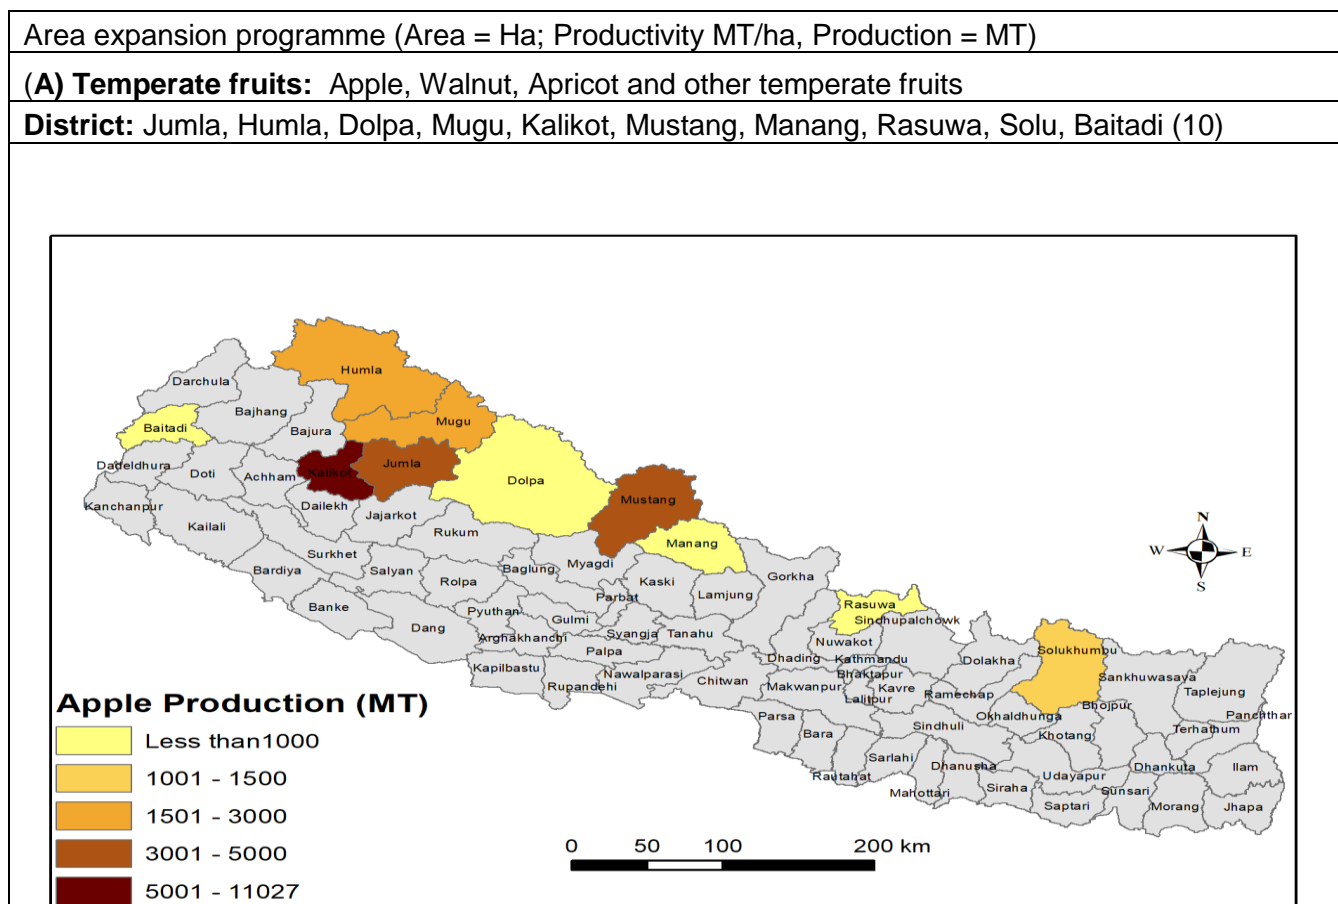 Area expansion programme (Area = Ha; Productivity MT/ha, Production = MT)
(A) Temperate fruits: Apple, Walnut, Apricot and other temperate fruits
District: Jumla, Humla, Dolpa, Mugu, Kalikot, Mustang, Manang, Rasuwa, Solu, Baitadi (10)
Humla
Darchula
Bajhang
Mugu
Baitadi
Bajura
Jumla
Dadeldhura
Doti
Achham
Kalikot
Dolpa
Mustang
Kanchanpur
Dailekh
Jajarkot
Kailali
Rukum
Manang
N
W
E
S
Surkhet
Bardiya
Salyan
Rolpa
Baglung
Myagdi
Kaski
Gorkha
Lamjung
Parbat
Banke
Pyuthan
Gulmi
Rasuwa
Sindhupalchowk
Dang
Arghakhanchi
Syangja
Tanahu
Nuwakot
Palpa
Dhading
Kathmandu
Dolakha
Solukhumbu
Kapilbastu
Nawalparasi
Chitwan
Bhaktapur
Sankhuwasaya
Rupandehi
Makwanpur
Kavre
Ramechap
Taplejung
Lalitpur
Bhojpur
Parsa
Sindhuli
Okhaldhunga
Panchthar
Bara
Khotang
Terhathum
Sarlahi
Dhanusha
Dhankuta
Ilam
Rautahat
Udayapur
Mahottari
Siraha
Sunsari
Saptari
Morang
Jhapa
Apple Production (MT)
Less than1000
1001 - 1500
1501 - 3000
3001 - 5000
5001 - 11027
0 50 100 200 km